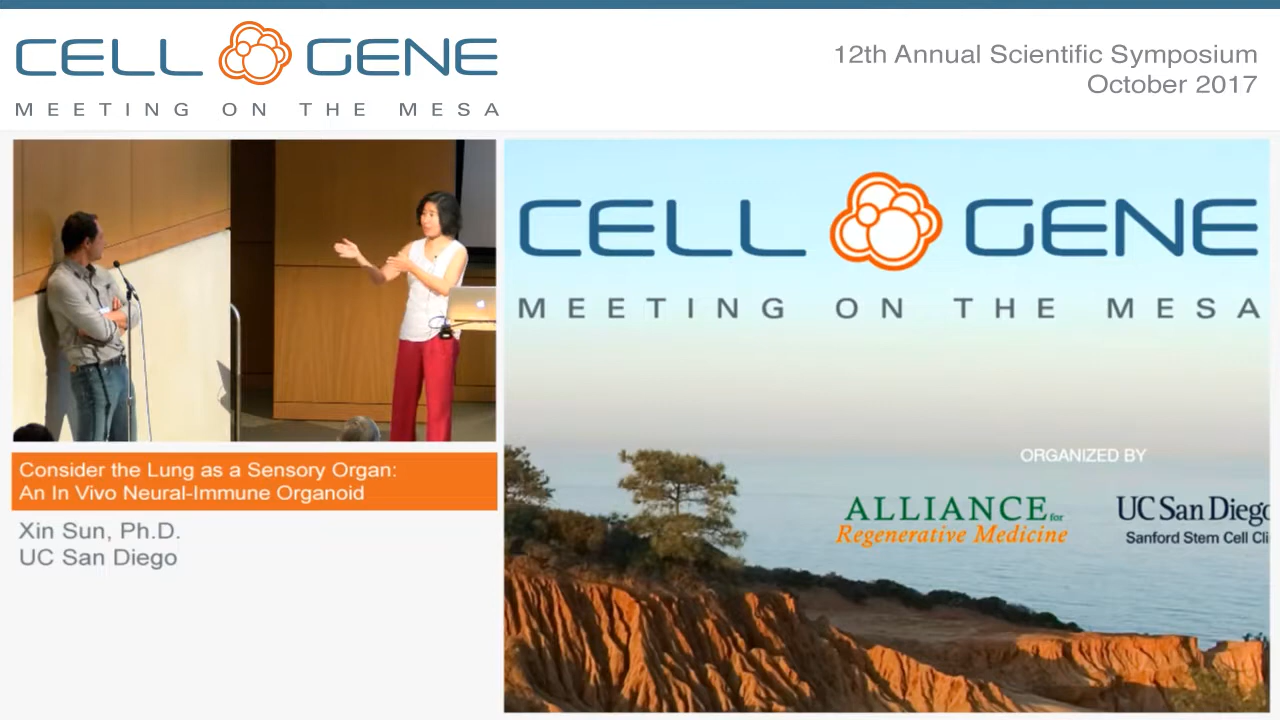 CELL GENE
MEETING ON THE MESA
12th Annual Scientific Symposium
October 2017
Consider the Lung as a Sensory Organ:
An In Vivo Neural-Immune Organoid
Xin Sun, Ph.D.
UC San Diego
CELL GENE
MEETING ON THE MESA
ORGANIZED BY
ALLIANCE for
Regenerative Medicine
UC San Diego
Sanford Stem Cell Cli